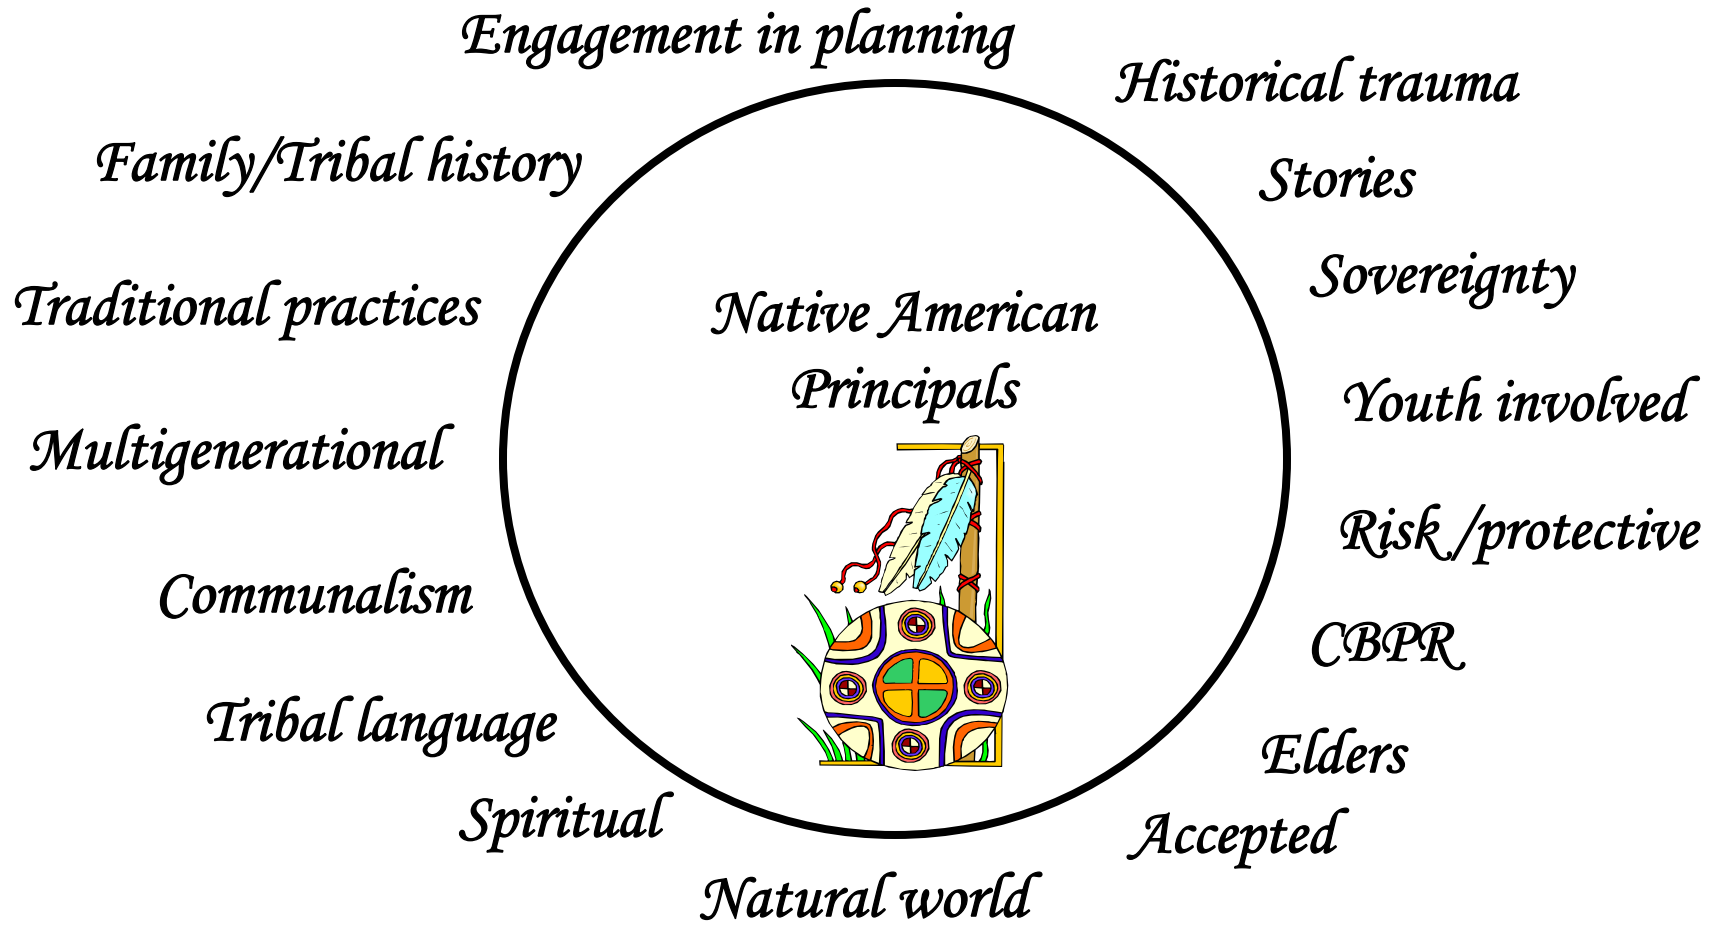 Engagement in planning
Historical trauma
Family/Tribal history
Stories
Sovereignty
Traditional practices
Native American
Principals
Youth involved
Multigenerational
Risk /protective
Communalism
CBPR
Tribal language
Elders
Spiritual
Accepted
Natural world